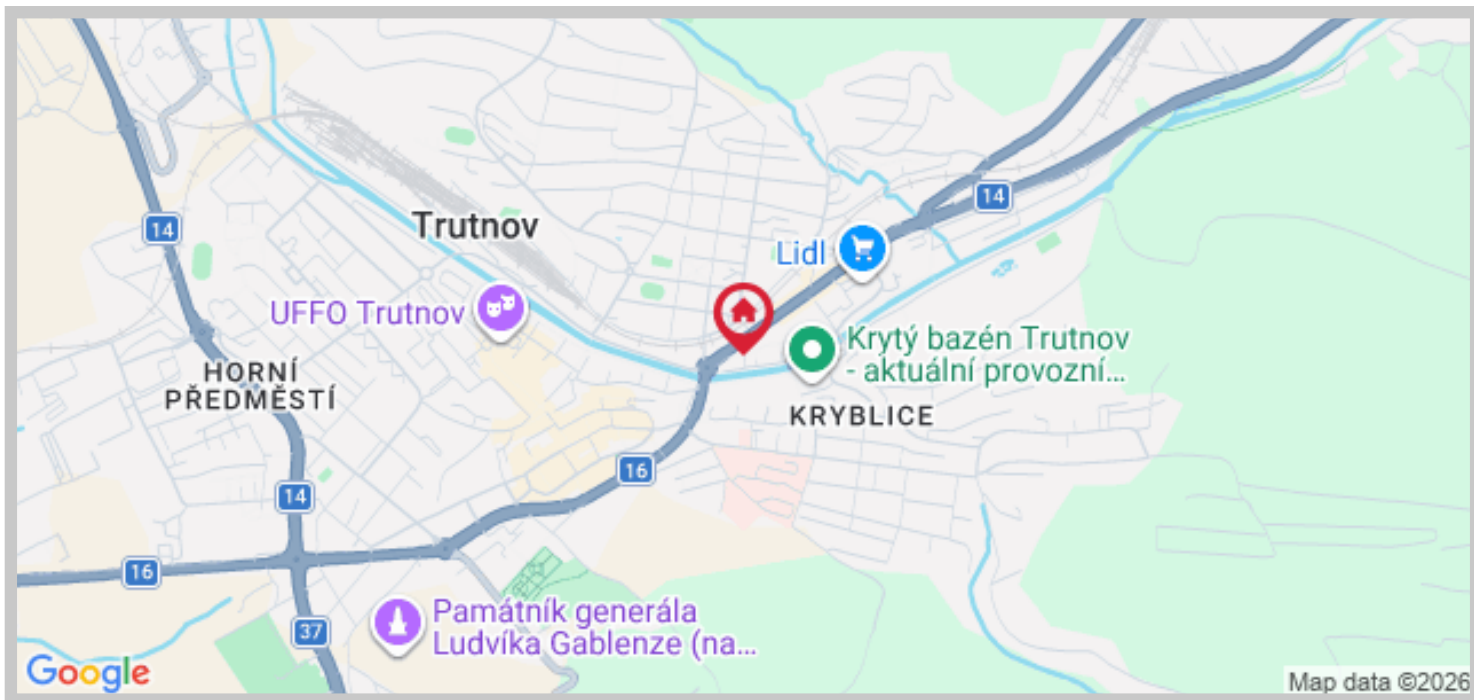 14
14
Trutnov
Lidl
UFFO Trutnov
Krytý bazén Trutnov
- aktuální provozní...
HORNÍ
PŘEDMĚSTÍ
KRYBLICE
16
14
16
Památník generála
Ludvíka Gablenze (na...
37
Google
Map data ©2026